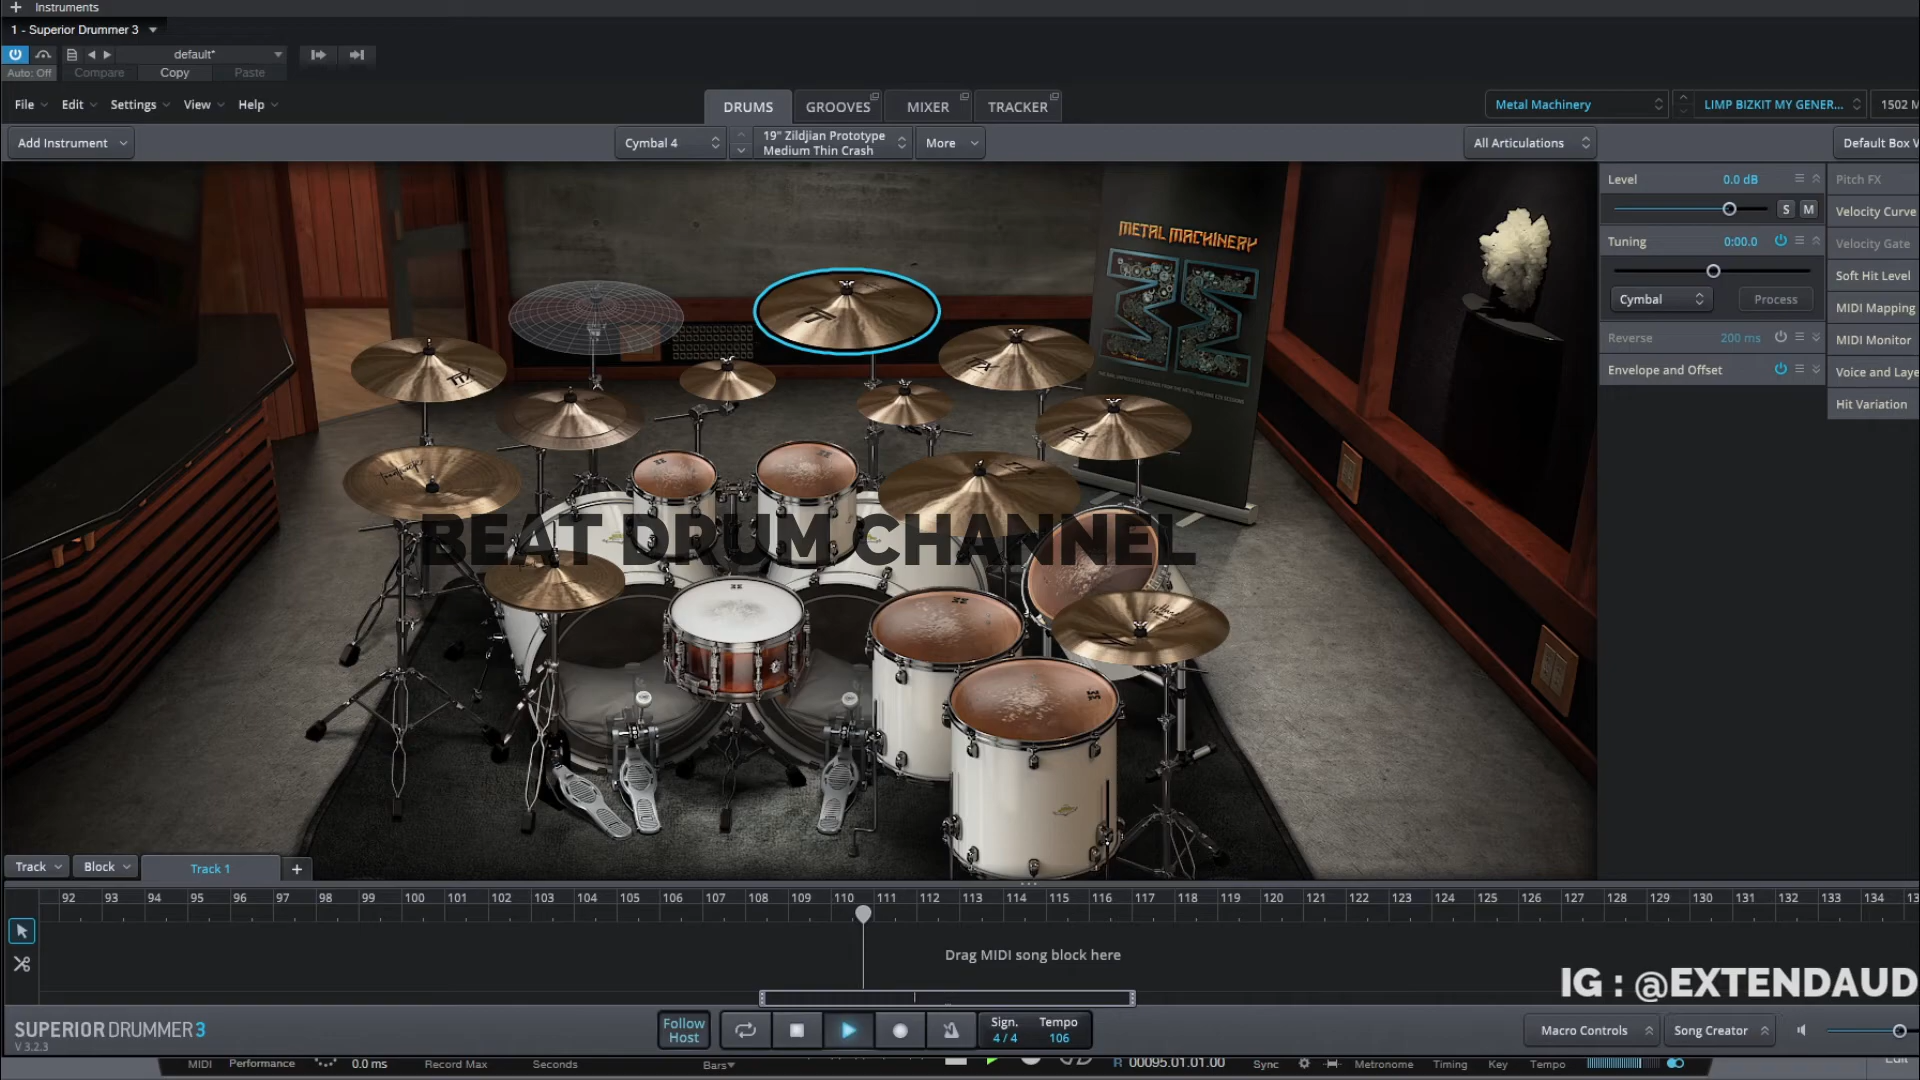 Instruments
1 - Superior Drummer 3
default*
Auto: Off Compare Copy Paste
File Edit Settings View Help
DRUMS GROOVES MIXER TRACKER
Metal Machinery LIMP BIZKIT MY GENER... 1502 M
Add Instrument
Cymbal 4
19" Zildjian Prototype
Medium Thin Crash
More
All Articulations
Default Box V
Level 0.0 dB
S M
Tuning 0:00.0
Cymbal Process
Reverse 200 ms
Envelope and Offset
Pitch FX
Velocity Curve
Velocity Gate
Soft Hit Level
MIDI Mapping
MIDI Monitor
Voice and Laye
Hit Variation
METAL MACHINERY
BEAT DRUM CHANNEL
Track Block Track 1 +
92 93 94 95 96 97 98 99 100 101 102 103 104 105 106 107 108 109 110 111 112 113 114 115 116 117 118 119 120 121 122 123 124 125 126 127 128 129 130 131 132 133 134 13
Drag MIDI song block here
IG : @EXTENDAUD
SUPERIOR DRUMMER 3
V 3.2.3
Follow
Host
Sign. Tempo
4/4 106
Macro Controls Song Creator
MIDI Performance 0.0 ms Record Max Seconds Bars R 00095.01.01.00 Sync Metronome Timing Key Tempo Edit